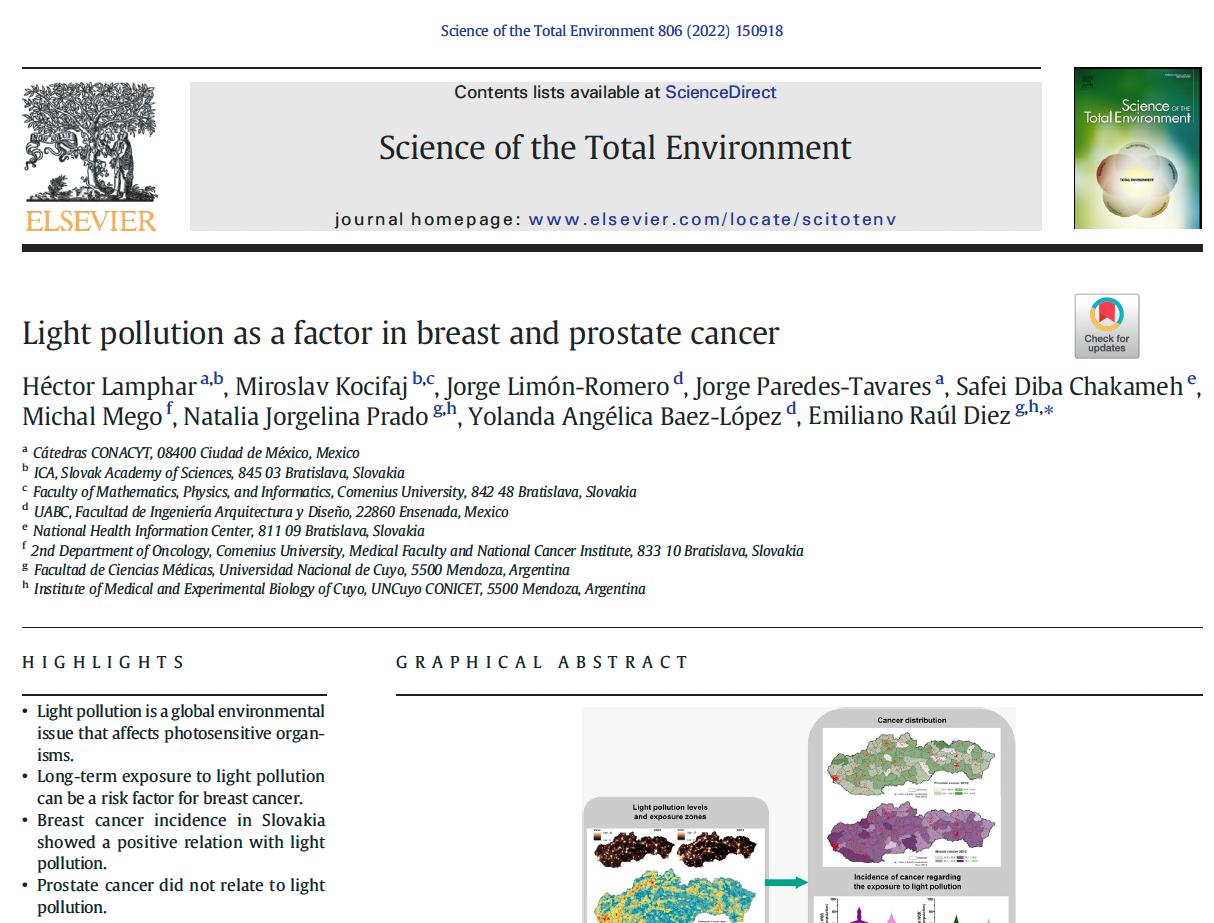 Science of the Total Environment 806 (2022) 150918
Contents lists available at ScienceDirect
Science of the Total Environment
journal homepage: www.elsevier.com/locate/scitotenv
ELSEVIER
Science OF THE
Total Environment
TOTAL ENVIRONMENT
Light pollution as a factor in breast and prostate cancer
Check for
updates
Héctor Lamphar a,b, Miroslav Kocifaj b,c, Jorge Limón-Romero d, Jorge Paredes-Tavares a, Safei Diba Chakameh e,
Michal Mego f, Natalia Jorgelina Prado g,h, Yolanda Angélica Baez-López d, Emiliano Raúl Diez g,h,*
a Cátedras CONACYT, 08400 Ciudad de México, Mexico
b ICA, Slovak Academy of Sciences, 845 03 Bratislava, Slovakia
c Faculty of Mathematics, Physics, and Informatics, Comenius University, 842 48 Bratislava, Slovakia
d UABC, Facultad de Ingeniería Arquitectura y Diseño, 22860 Ensenada, Mexico
e National Health Information Center, 811 09 Bratislava, Slovakia
f 2nd Department of Oncology, Comenius University, Medical Faculty and National Cancer Institute, 833 10 Bratislava, Slovakia
g Facultad de Ciencias Médicas, Universidad Nacional de Cuyo, 5500 Mendoza, Argentina
h Institute of Medical and Experimental Biology of Cuyo, UNCuyo CONICET, 5500 Mendoza, Argentina
HIGHLIGHTS
• Light pollution is a global environmental
issue that affects photosensitive organ-
isms.
• Long-term exposure to light pollution
can be a risk factor for breast cancer.
• Breast cancer incidence in Slovakia
showed a positive relation with light
pollution.
• Prostate cancer did not relate to light
pollution.
GRAPHICAL ABSTRACT
Cancer distribution
Prostate cancer 2012
Breast cancer 2012
Light pollution levels
and exposure zones
Incidence of cancer regarding
the exposure to light pollution